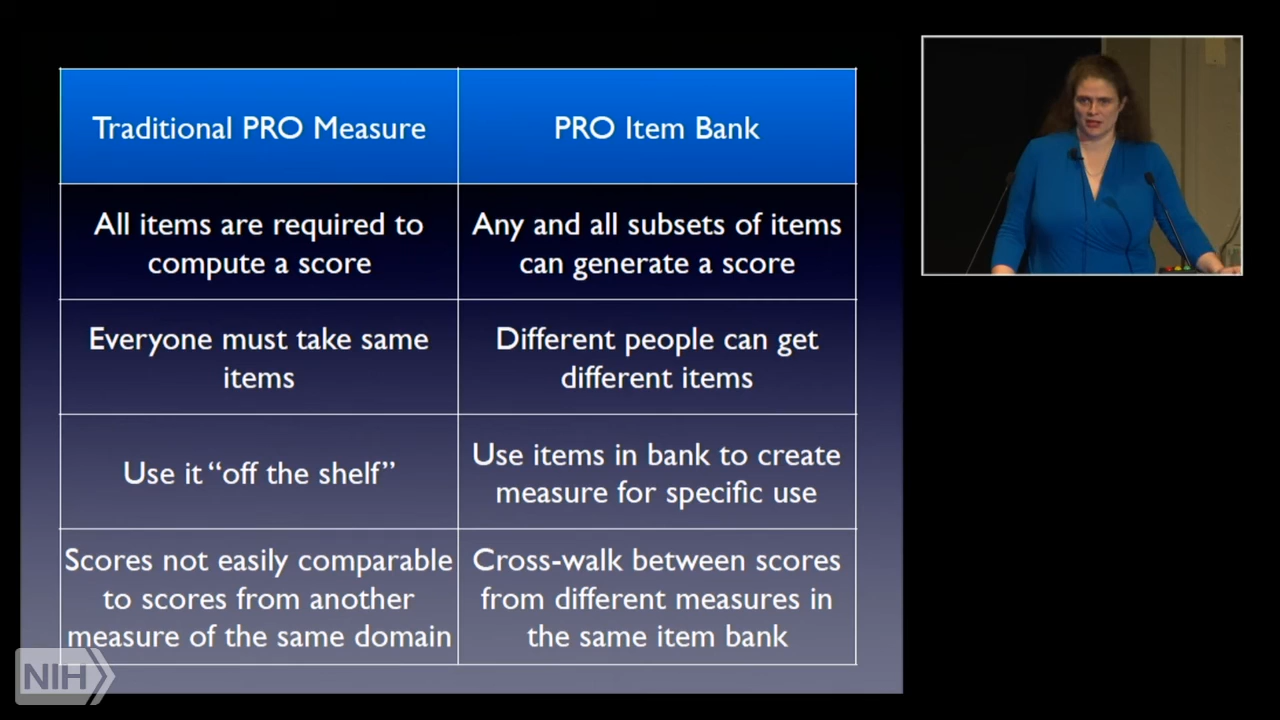 Traditional PRO Measure
PRO Item Bank
All items are required to
compute a score
Any and all subsets of items
can generate a score
Everyone must take same
items
Different people can get
different items
Use it “off the shelf”
Use items in bank to create
measure for specific use
Scores not easily comparable
to scores from another
measure of the same domain
Cross-walk between scores
from different measures in
the same item bank
NIH